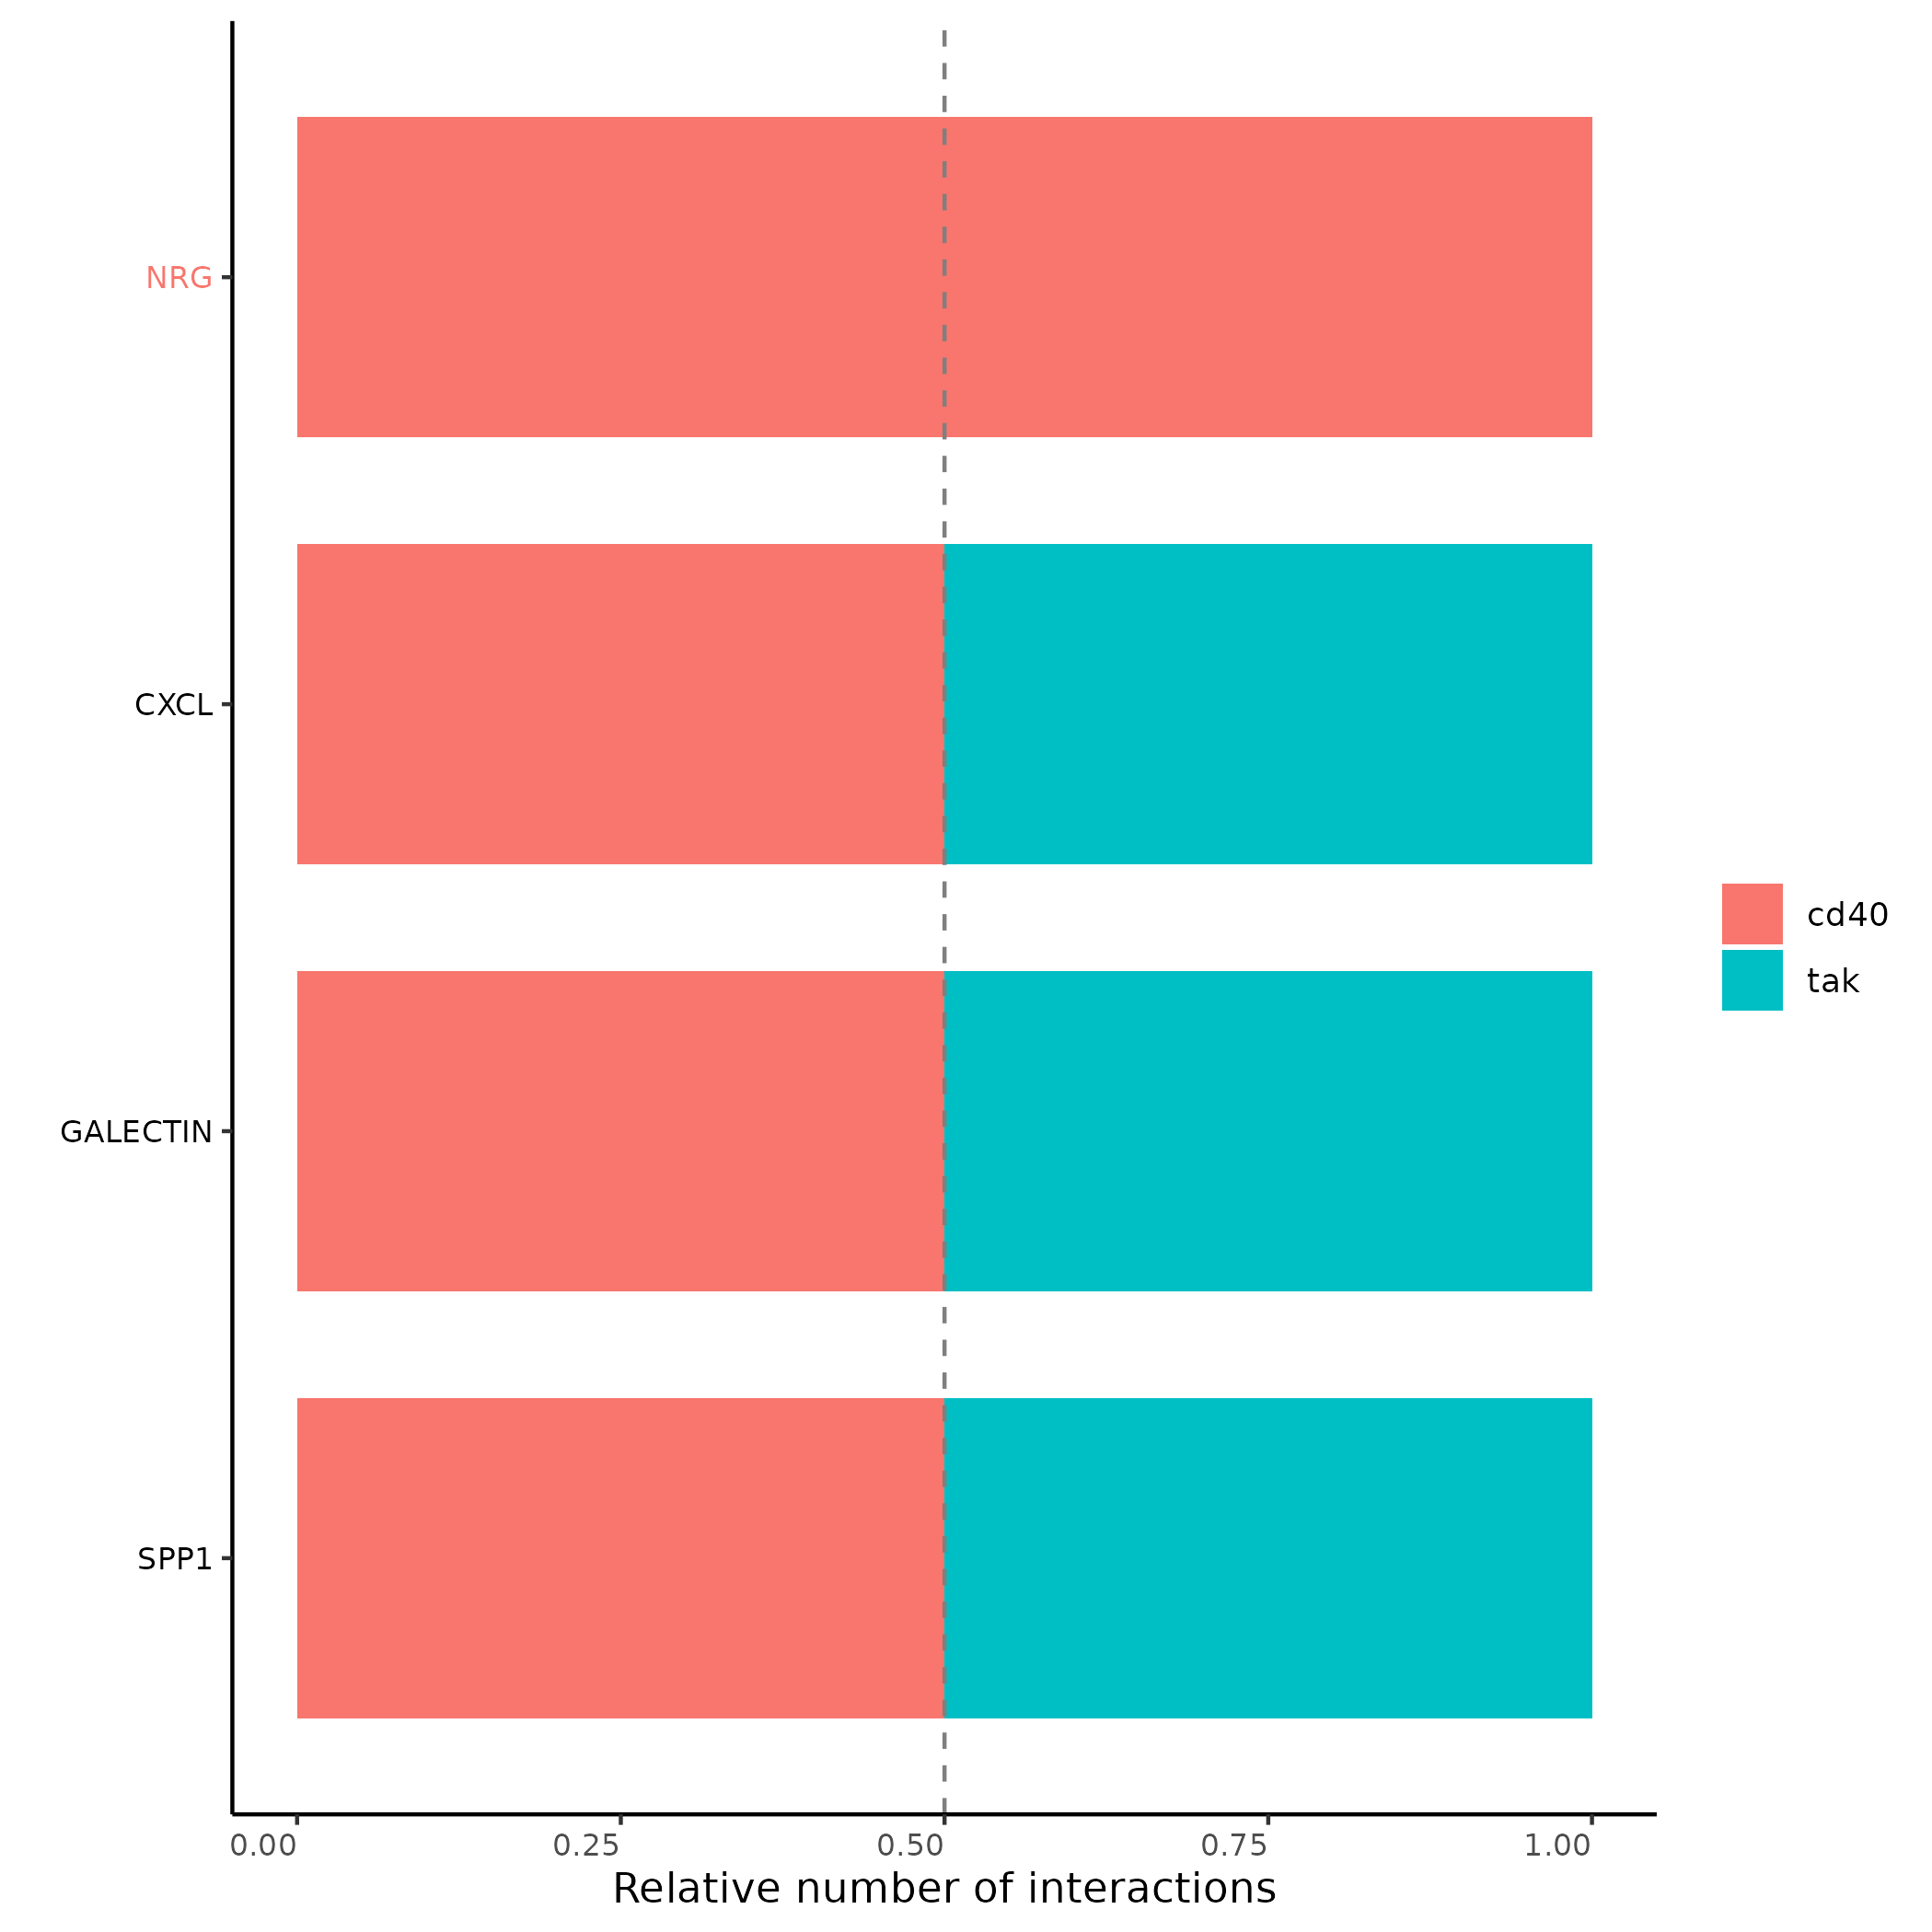 NRG
CXCL
GALECTIN
SPP1
cd40
tak
0.00 0.25 0.50 0.75 1.00
Relative number of interactions